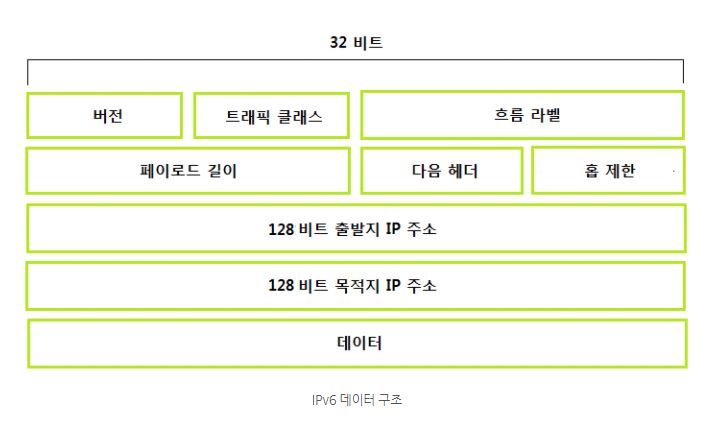 32 비트
버전 트래픽 클래스 흐름 라벨
페이로드 길이 다음 헤더 홉 제한
128 비트 출발지 IP 주소
128 비트 목적지 IP 주소
데이터
IPv6 데이터 구조